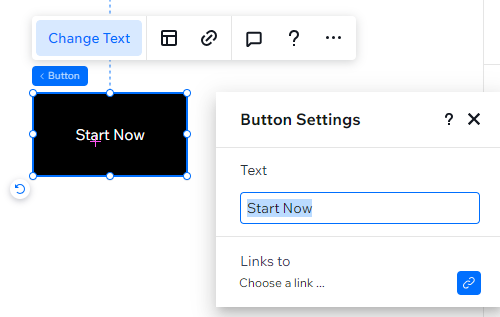 Change Text
Button
Start Now
Button Settings
Text
Start Now
Links to
Choose a link ...